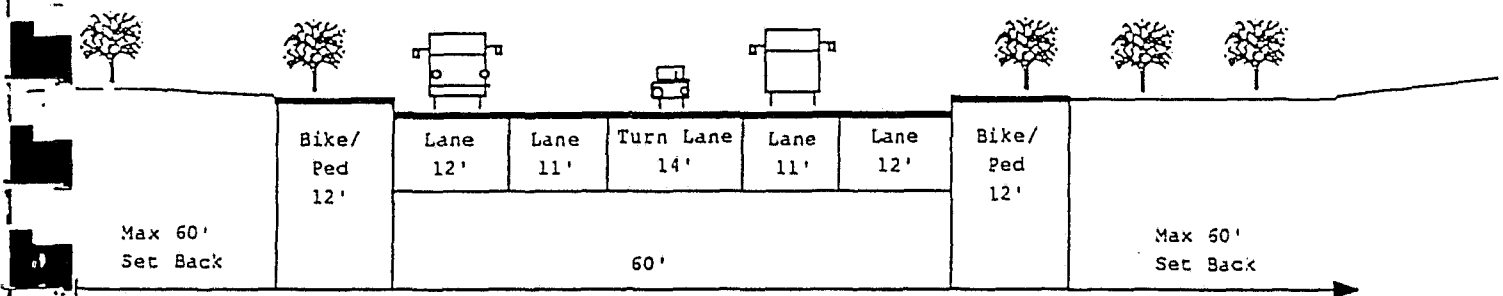 Bike/
Ped
12'
Lane
12'
Lane
11'
Turn Lane
14'
Lane
11'
Lane
12'
Bike/
Ped
12'
Max 60'
Set Back
60'
Max 60'
Set Back